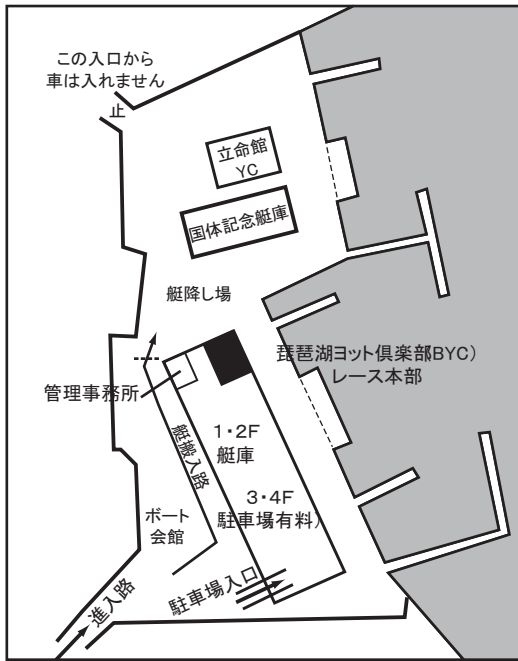 この入口から
車は入れません
止
立命館
YC
国体記念艇庫
艇降し場
琵琶湖ヨット倶楽部BYC）
レース本部
管理事務所
1・2F
艇庫
艇搬入路
3・4F
駐車場有料）
ボート
会館
駐車場入口
進入路